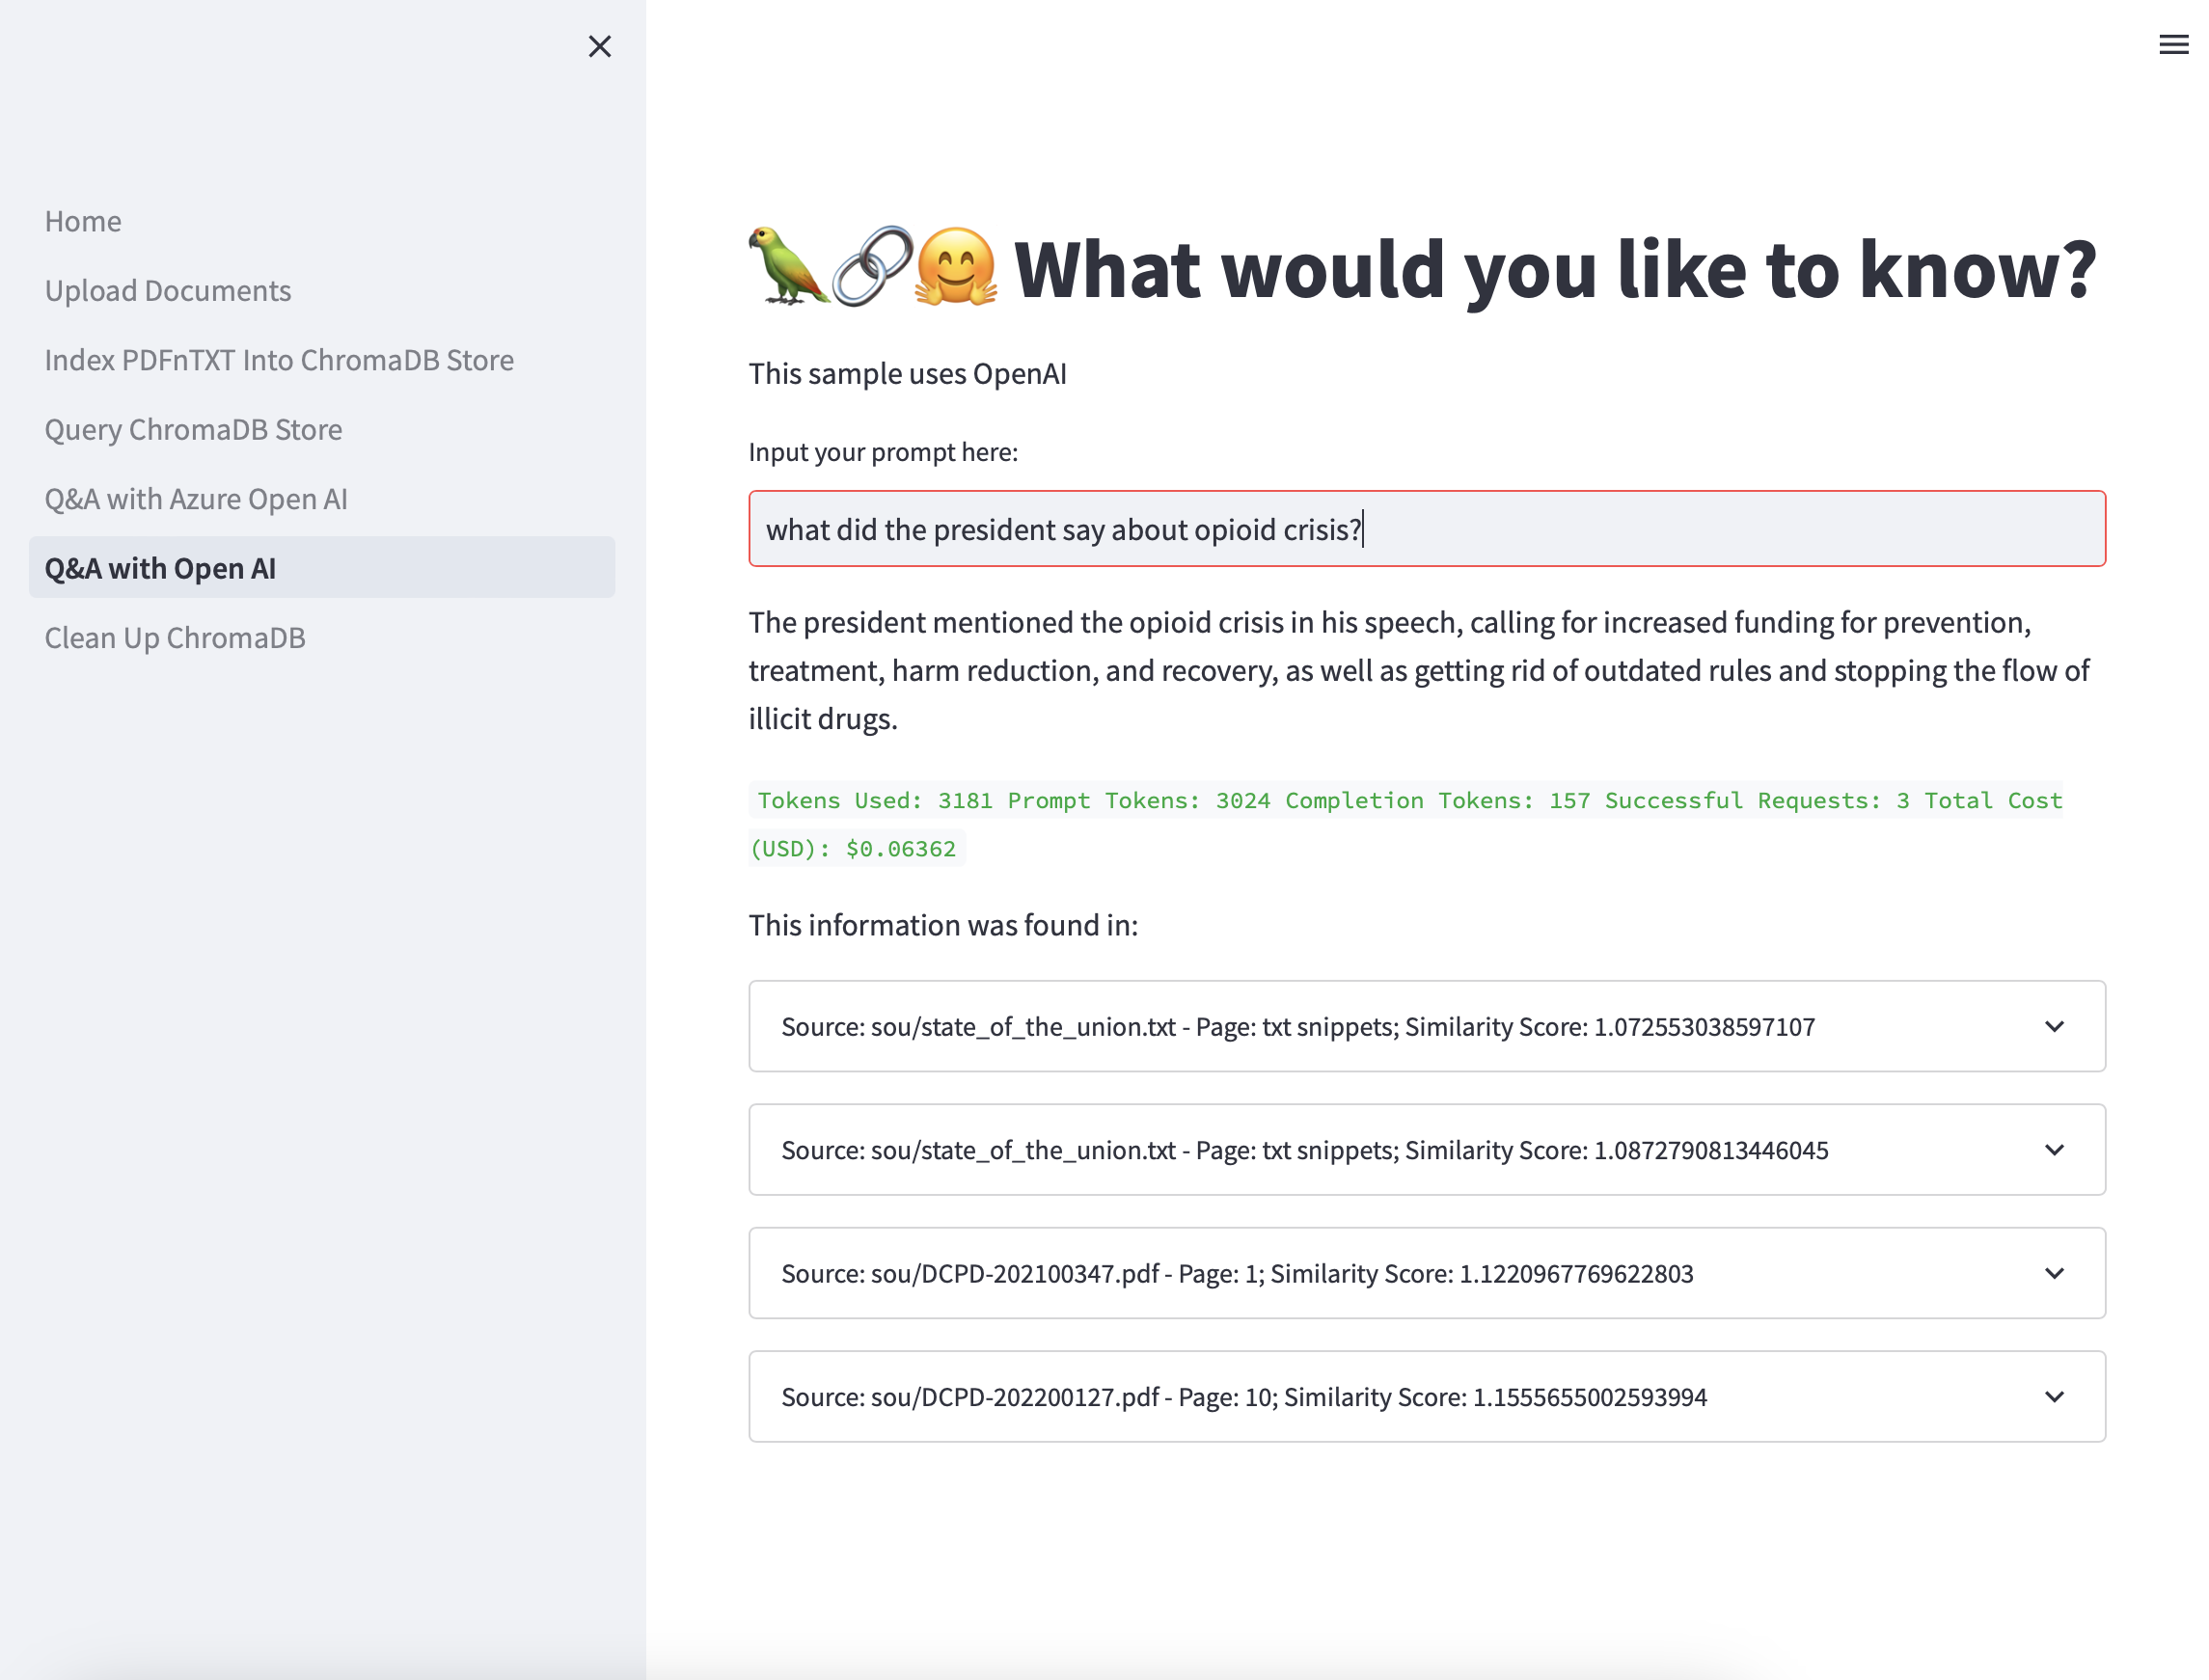 Home
Upload Documents
Index PDFnTXT Into ChromaDB Store
Query ChromaDB Store
Q&A with Azure Open AI
Q&A with Open AI
Clean Up ChromaDB
What would you like to know?
This sample uses OpenAI
Input your prompt here:
what did the president say about opioid crisis?
The president mentioned the opioid crisis in his speech, calling for increased funding for prevention,
treatment, harm reduction, and recovery, as well as getting rid of outdated rules and stopping the flow of
illicit drugs.
Tokens Used: 3181 Prompt Tokens: 3024 Completion Tokens: 157 Successful Requests: 3 Total Cost
(USD): $0.06362
This information was found in:
Source: sou/state_of_the_union.txt - Page: txt snippets; Similarity Score: 1.072553038597107
Source: sou/state_of_the_union.txt - Page: txt snippets; Similarity Score: 1.0872790813446045
Source: sou/DCPD-202100347.pdf - Page: 1; Similarity Score: 1.1220967769622803
Source: sou/DCPD-202200127.pdf - Page: 10; Similarity Score: 1.1555655002593994